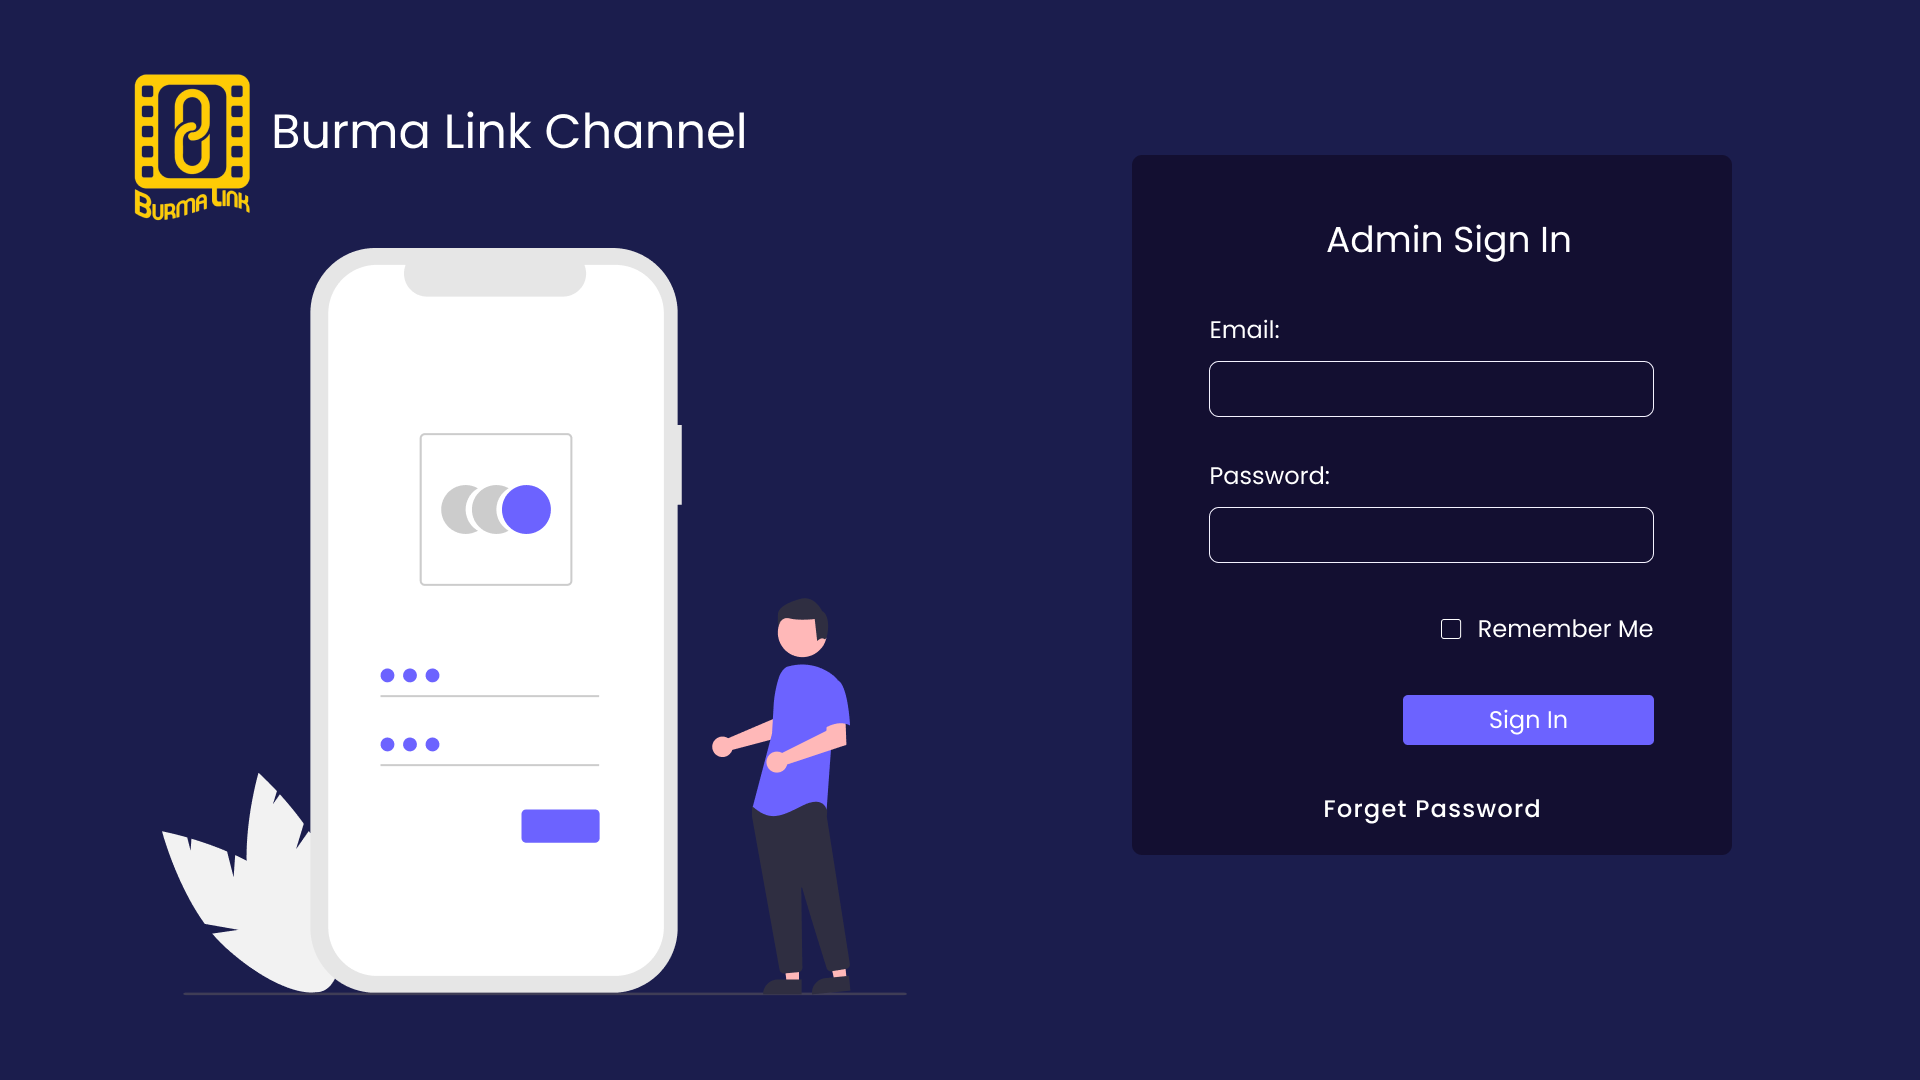 Burma Link
Burma Link Channel
Admin Sign In
Email:
Password:
Remember Me
Sign In
Forget Password